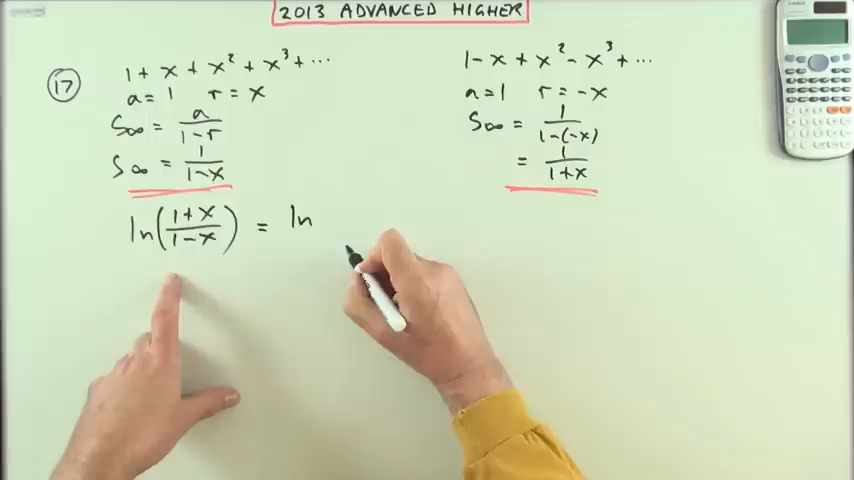 2013 ADVANCED HIGHER
17
1 + x + x² + x³ + ...
a = 1 r = x
S∞ = a/(1 - r)
S∞ = 1/(1 - x)
1 - x + x² - x³ + ...
a = 1 r = -x
S∞ = 1/(1 - (-x))
= 1/(1 + x)
ln((1 + x)/(1 - x)) = ln